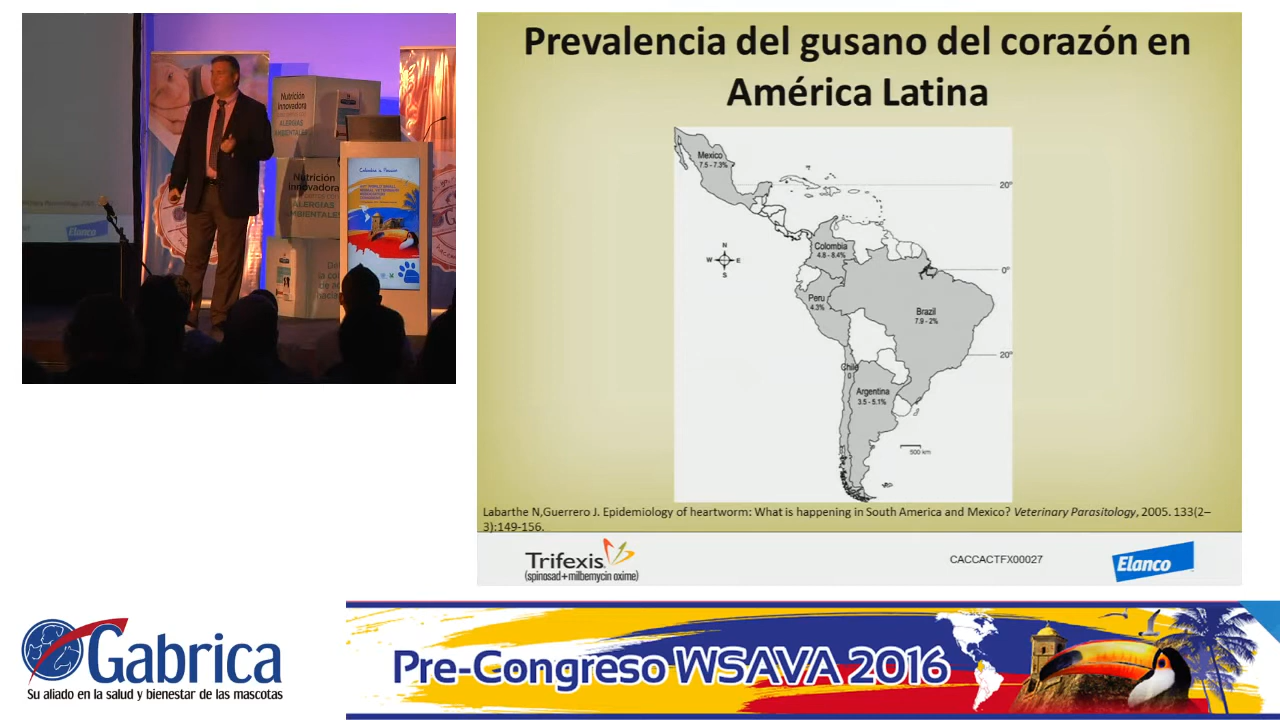 Prevalencia del gusano del corazón en
América Latina
Mexico
7.5 - 7.3%
20°
Colombia
4.8 - 8.4%
N
W
E
S
0°
Peru
4.3%
Brazil
7.9 - 2%
20°
Chile
0
Argentina
3.5 - 5.1%
500 km
Labarthe N,Guerrero J. Epidemiology of heartworm: What is happening in South America and Mexico? Veterinary Parasitology, 2005. 133(2–
3):149-156.
Trifexis
(spinosad+milbemycin oxime)
CACCACTFX00027
Elanco
Nutrición
innovadora
ALERGIAS
AMBIENTALES
Nutrición
innovadora
ALERGIAS
AMBIENTALES
Elanco
Gabrica
Su aliado en la salud y bienestar de las mascotas
Pre-Congreso WSAVA 2016